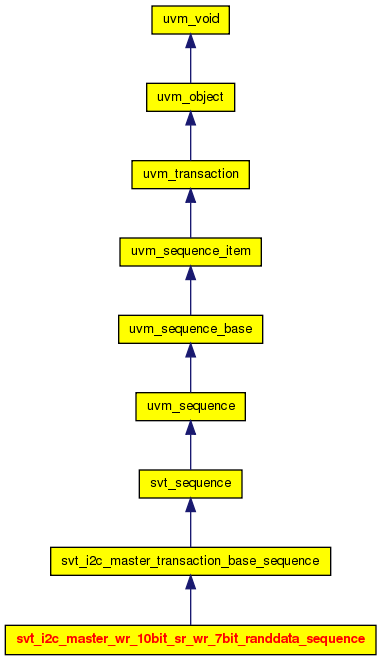 uvm_void
uvm_object
uvm_transaction
uvm_sequence_item
uvm_sequence_base
uvm_sequence
svt_sequence
svt_i2c_master_transaction_base_sequence
svt_i2c_master_wr_10bit_sr_wr_7bit_randdata_sequence